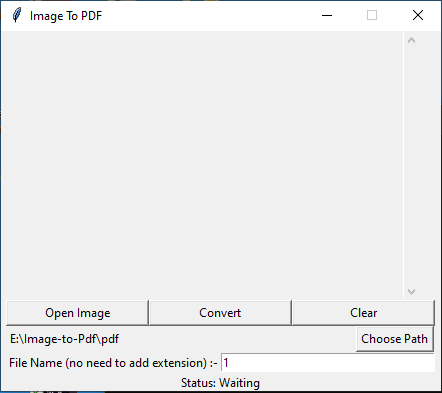 Image To PDF
Open Image Convert Clear
E:\Image-to-Pdf\pdf Choose Path
File Name (no need to add extension) :- 1
Status: Waiting